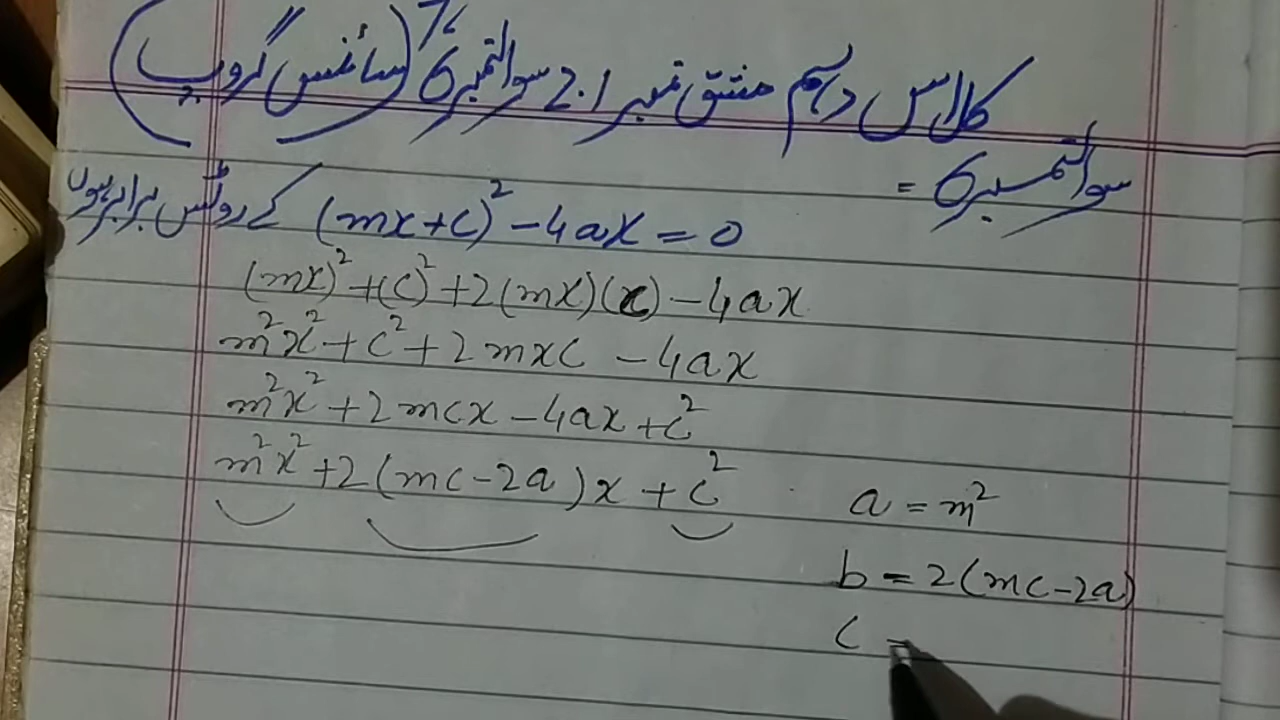 کلاس دہم مشق نمبر 2.1 سوال نمبر 6 (سائنس گروپ)
سوال نمبر 6 =
(mx+c)² - 4ax = 0 کے روٹس برابر ہوں
(mx)² + (c)² + 2(mx)(c) - 4ax
m²x² + c² + 2mxc - 4ax
m²x² + 2mcx - 4ax + c²
m²x² + 2(mc - 2a)x + c²
a = m²
b = 2(mc - 2a)
c =